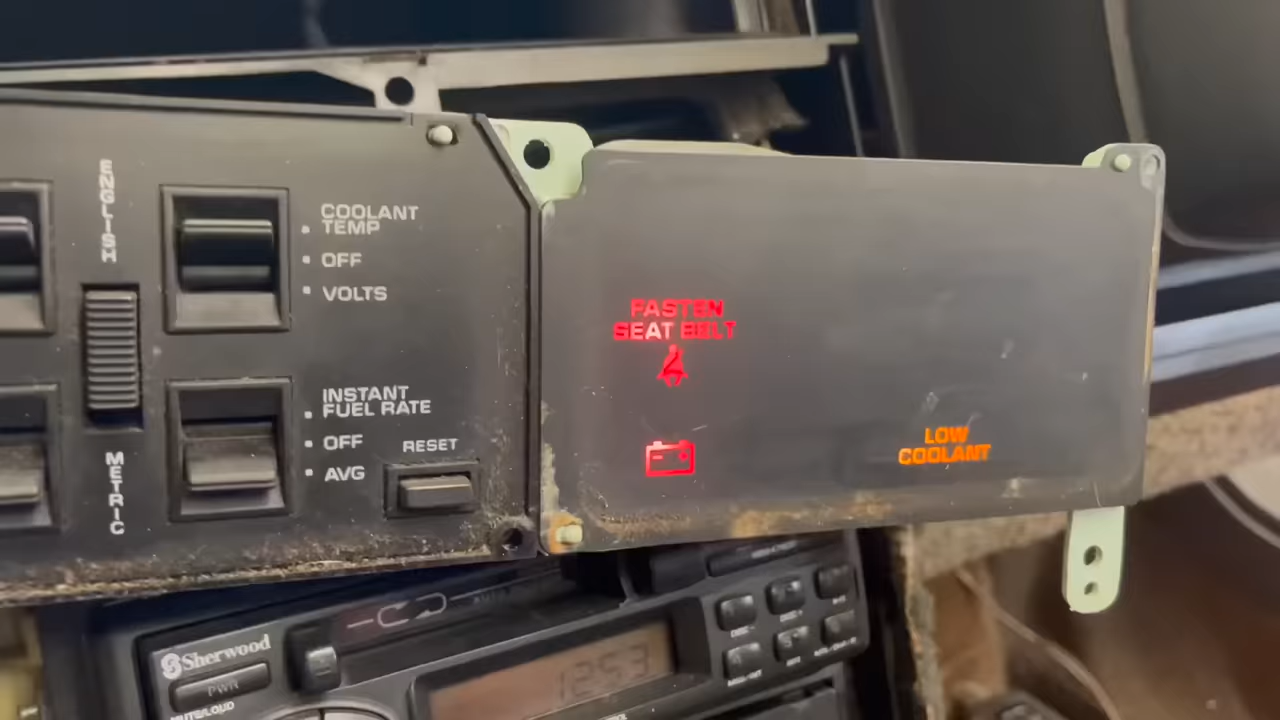 ENGLISH
METRIC
COOLANT
TEMP
OFF
VOLTS
INSTANT
FUEL RATE
OFF
AVG
RESET
FASTEN
SEAT BELT
LOW
COOLANT
Sherwood
PWR
MUTE/LOUD
12:53